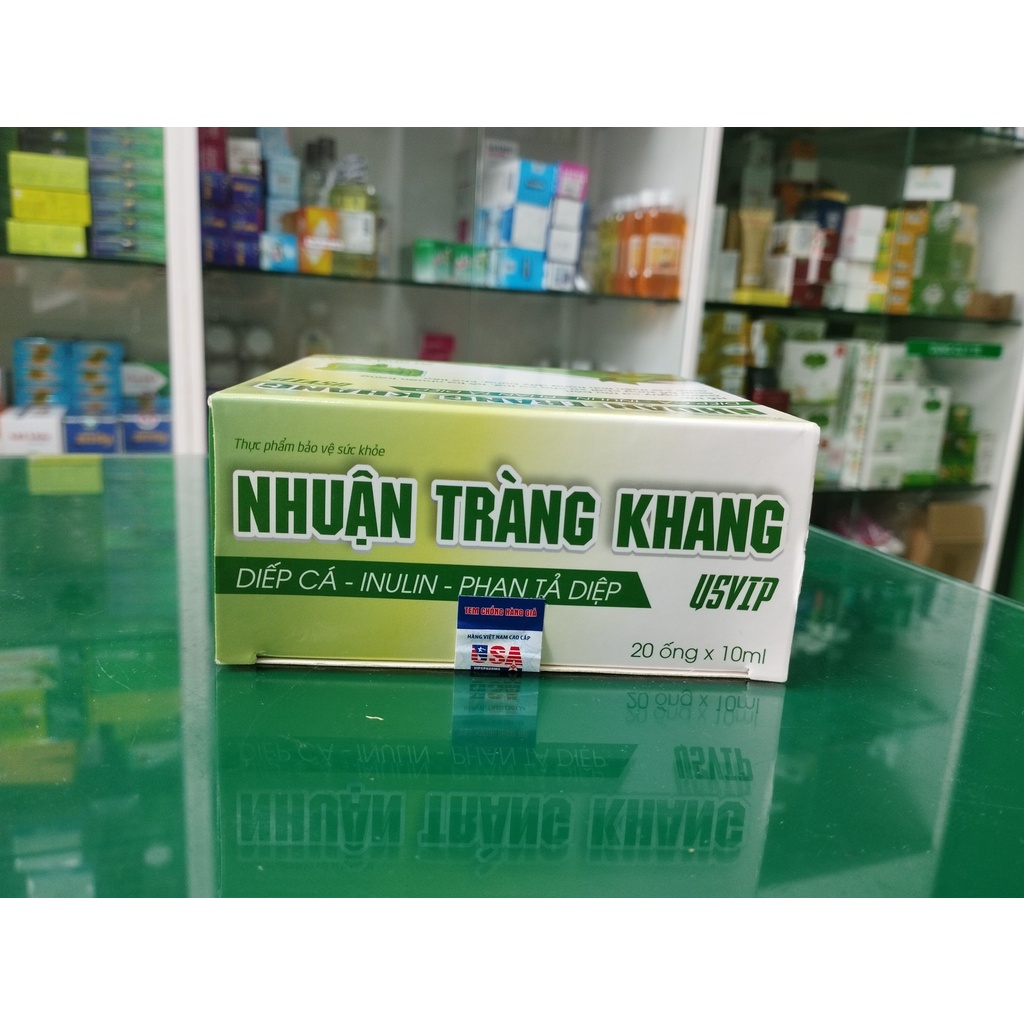 Thực phẩm bảo vệ sức khỏe
NHUẬN TRÀNG KHANG
DIẾP CÁ - INULIN - PHAN TẢ DIỆP
USVIP
TEM CHỐNG HÀNG GIẢ
HÀNG VIỆT NAM CAO CẤP
USA
20 ống x 10ml